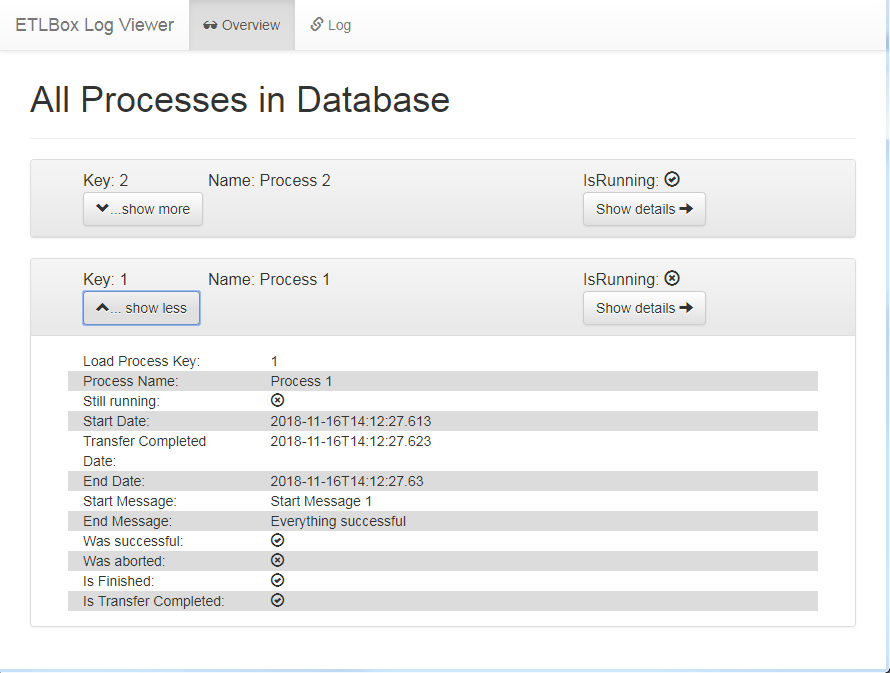 ETLBox Log Viewer Overview Log
All Processes in Database
Key: 2 Name: Process 2 IsRunning:
...show more Show details
Key: 1 Name: Process 1 IsRunning:
... show less Show details
Load Process Key: 1
Process Name: Process 1
Still running:
Start Date: 2018-11-16T14:12:27.613
Transfer Completed 2018-11-16T14:12:27.623
Date:
End Date: 2018-11-16T14:12:27.63
Start Message: Start Message 1
End Message: Everything successful
Was successful:
Was aborted:
Is Finished:
Is Transfer Completed: